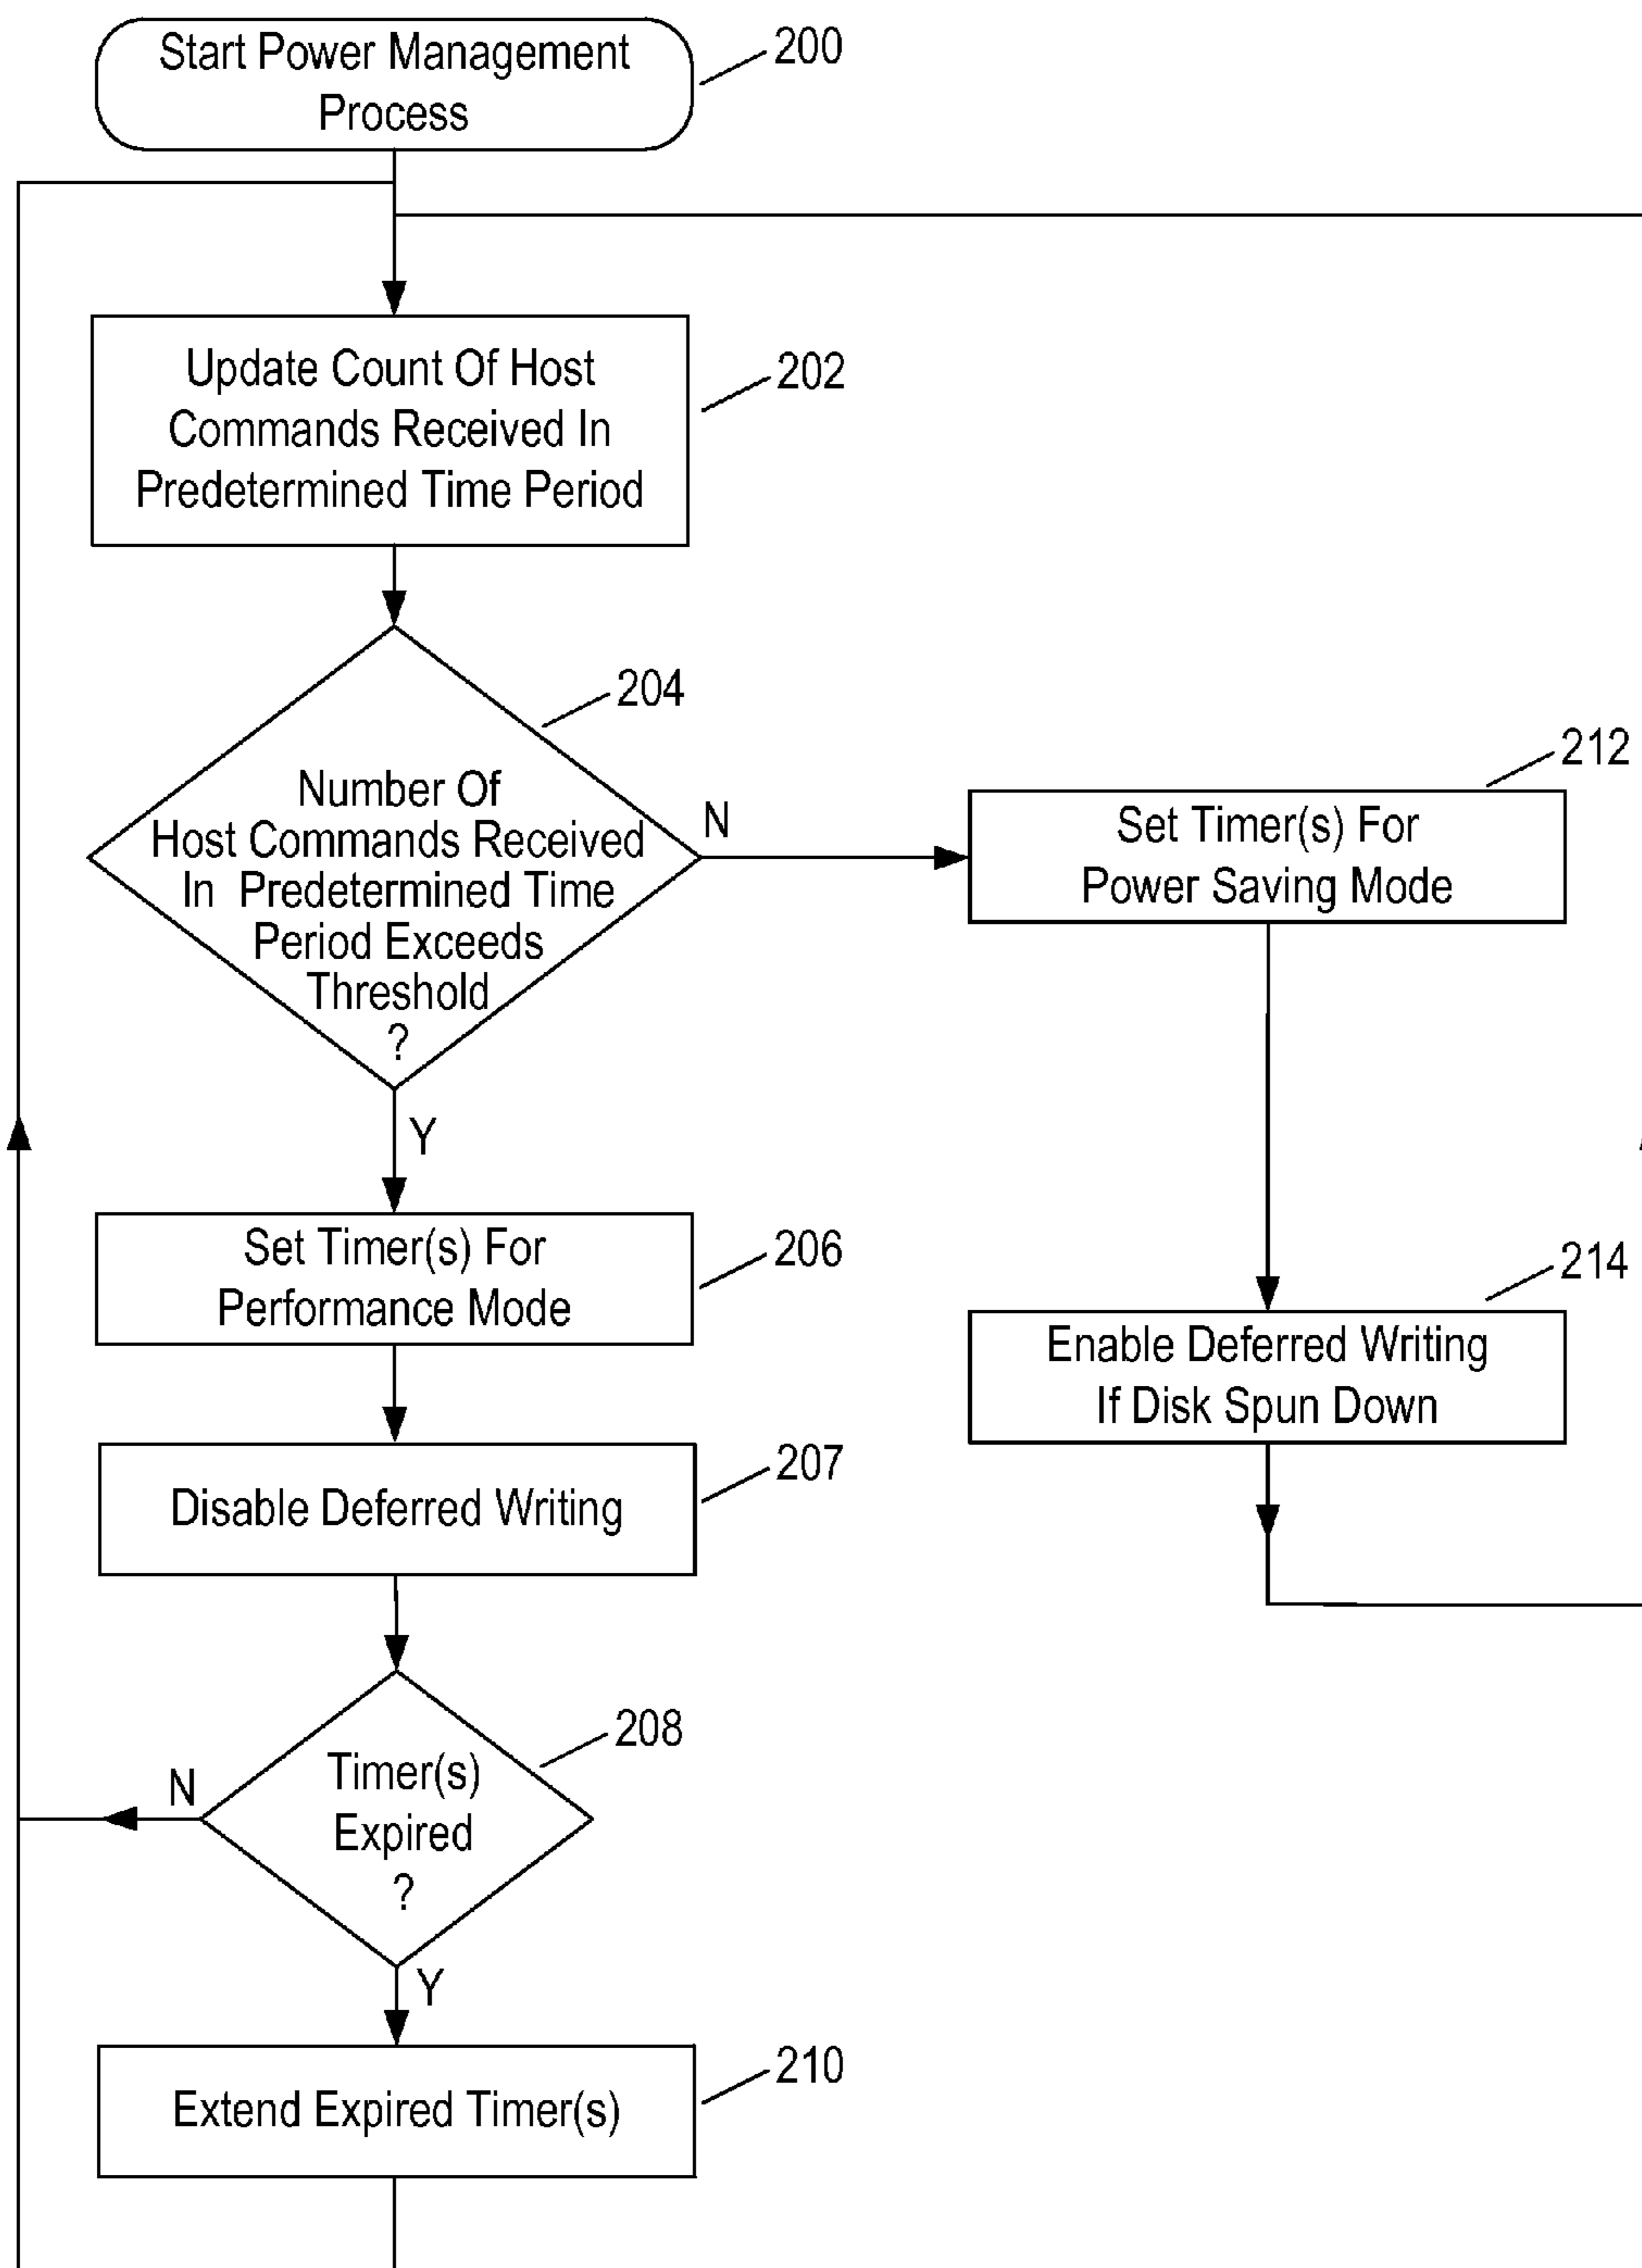 Start Power Management
Process
200
Update Count Of Host
Commands Received In
Predetermined Time Period
202
204
Number Of
Host Commands Received
In Predetermined Time
Period Exceeds
Threshold
?
N
Y
212
Set Timer(s) For
Power Saving Mode
Set Timer(s) For
Performance Mode
206
214
Enable Deferred Writing
If Disk Spun Down
Disable Deferred Writing
207
208
Timer(s)
Expired
?
N
Y
Extend Expired Timer(s)
210